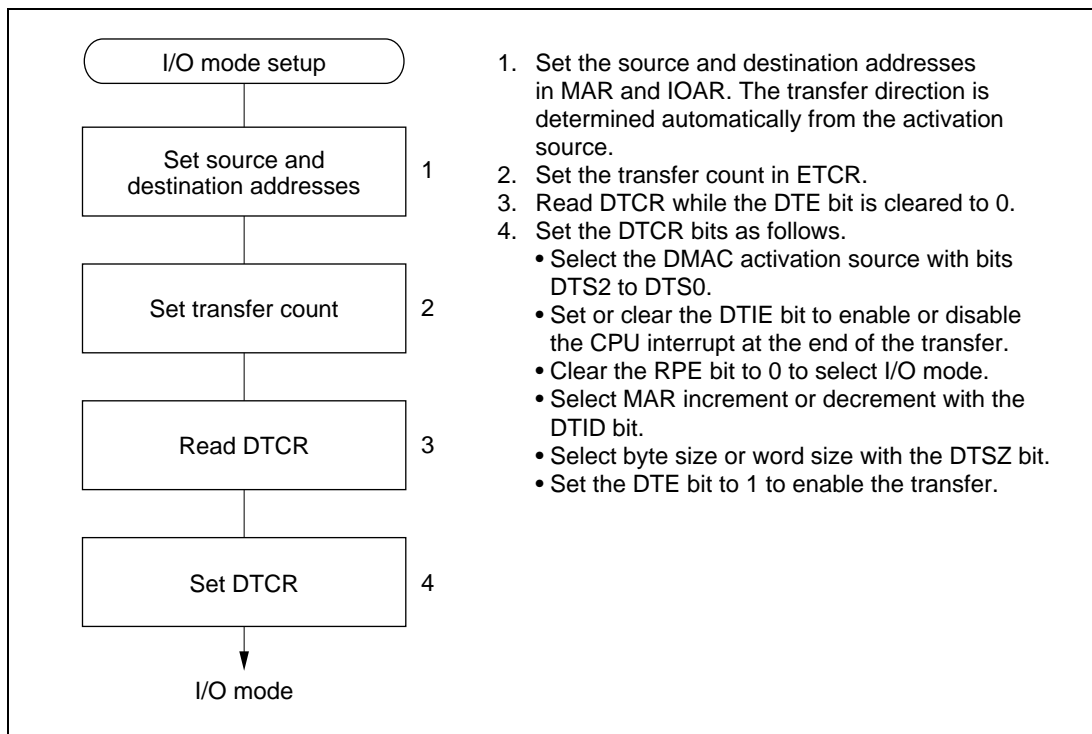 I/O mode setup
Set source and
destination addresses
1
Set transfer count
2
Read DTCR
3
Set DTCR
4
I/O mode
1. Set the source and destination addresses
in MAR and IOAR. The transfer direction is
determined automatically from the activation
source.
2. Set the transfer count in ETCR.
3. Read DTCR while the DTE bit is cleared to 0.
4. Set the DTCR bits as follows.
• Select the DMAC activation source with bits
DTS2 to DTS0.
• Set or clear the DTIE bit to enable or disable
the CPU interrupt at the end of the transfer.
• Clear the RPE bit to 0 to select I/O mode.
• Select MAR increment or decrement with the
DTID bit.
• Select byte size or word size with the DTSZ bit.
• Set the DTE bit to 1 to enable the transfer.